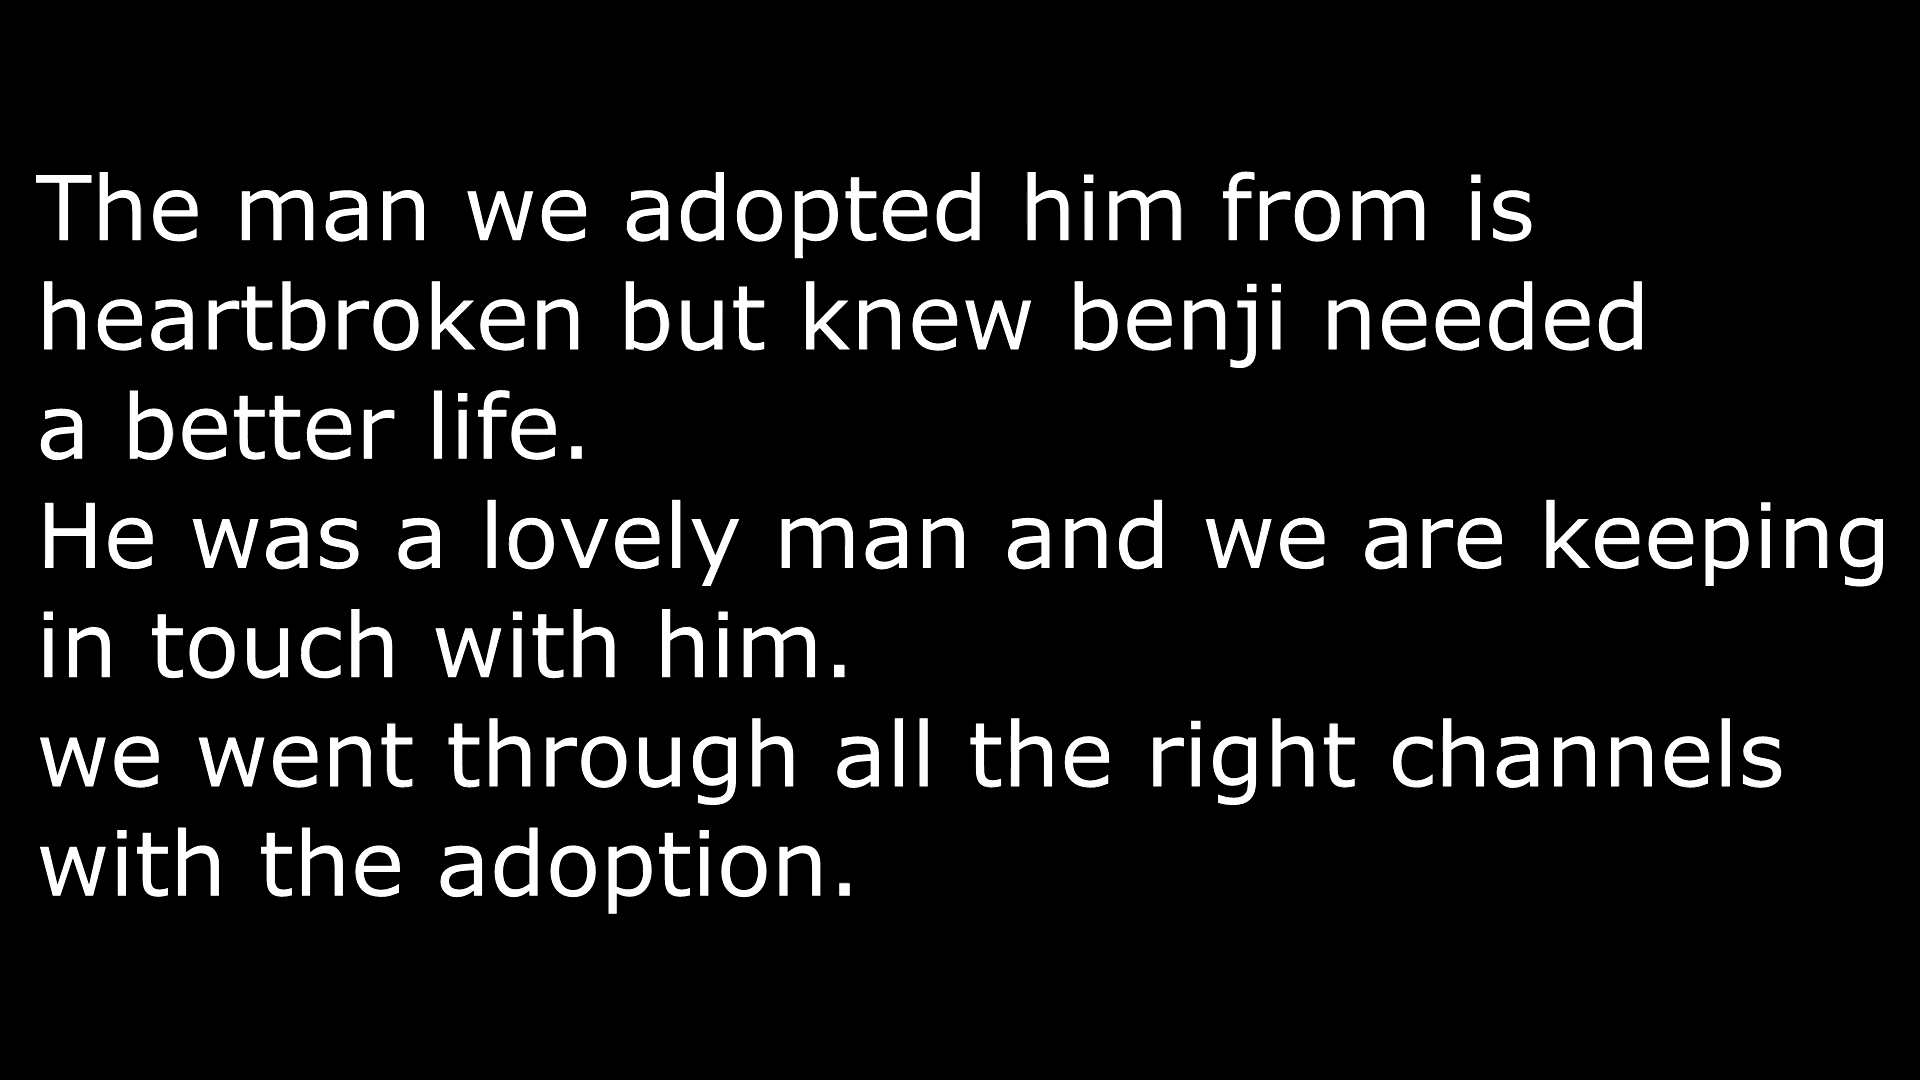 The man we adopted him from is
heartbroken but knew benji needed
a better life.
He was a lovely man and we are keeping
in touch with him.
we went through all the right channels
with the adoption.